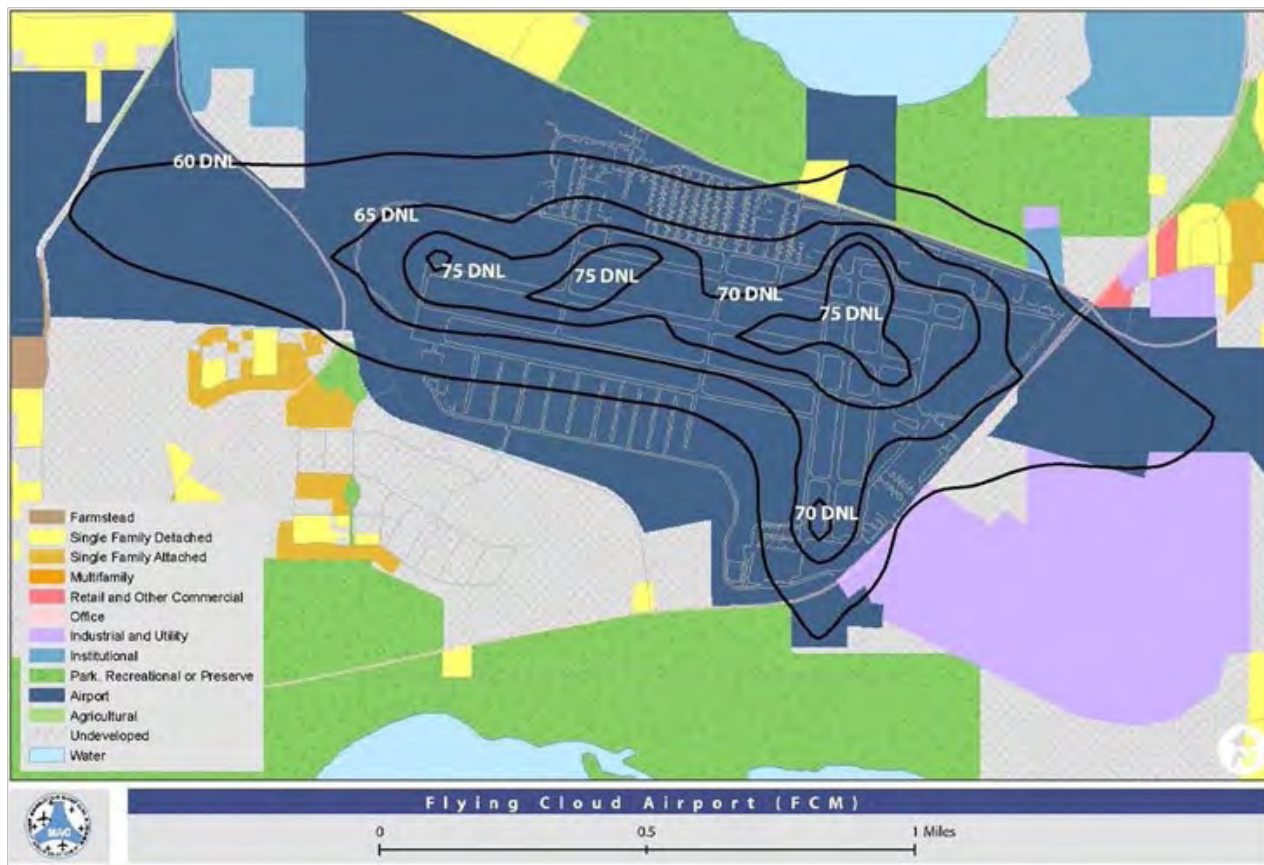 60 DNL
65 DNL
75 DNL
75 DNL
70 DNL
75 DNL
70 DNL
Farmstead
Single Family Detached
Single Family Attached
Multifamily
Retail and Other Commercial
Office
Industrial and Utility
Institutional
Park. Recreational or Preserve
Airport
Agricultural
Undeveloped
Water
MAC
Flying Cloud Airport (FCM)
0 0.5 1 Miles